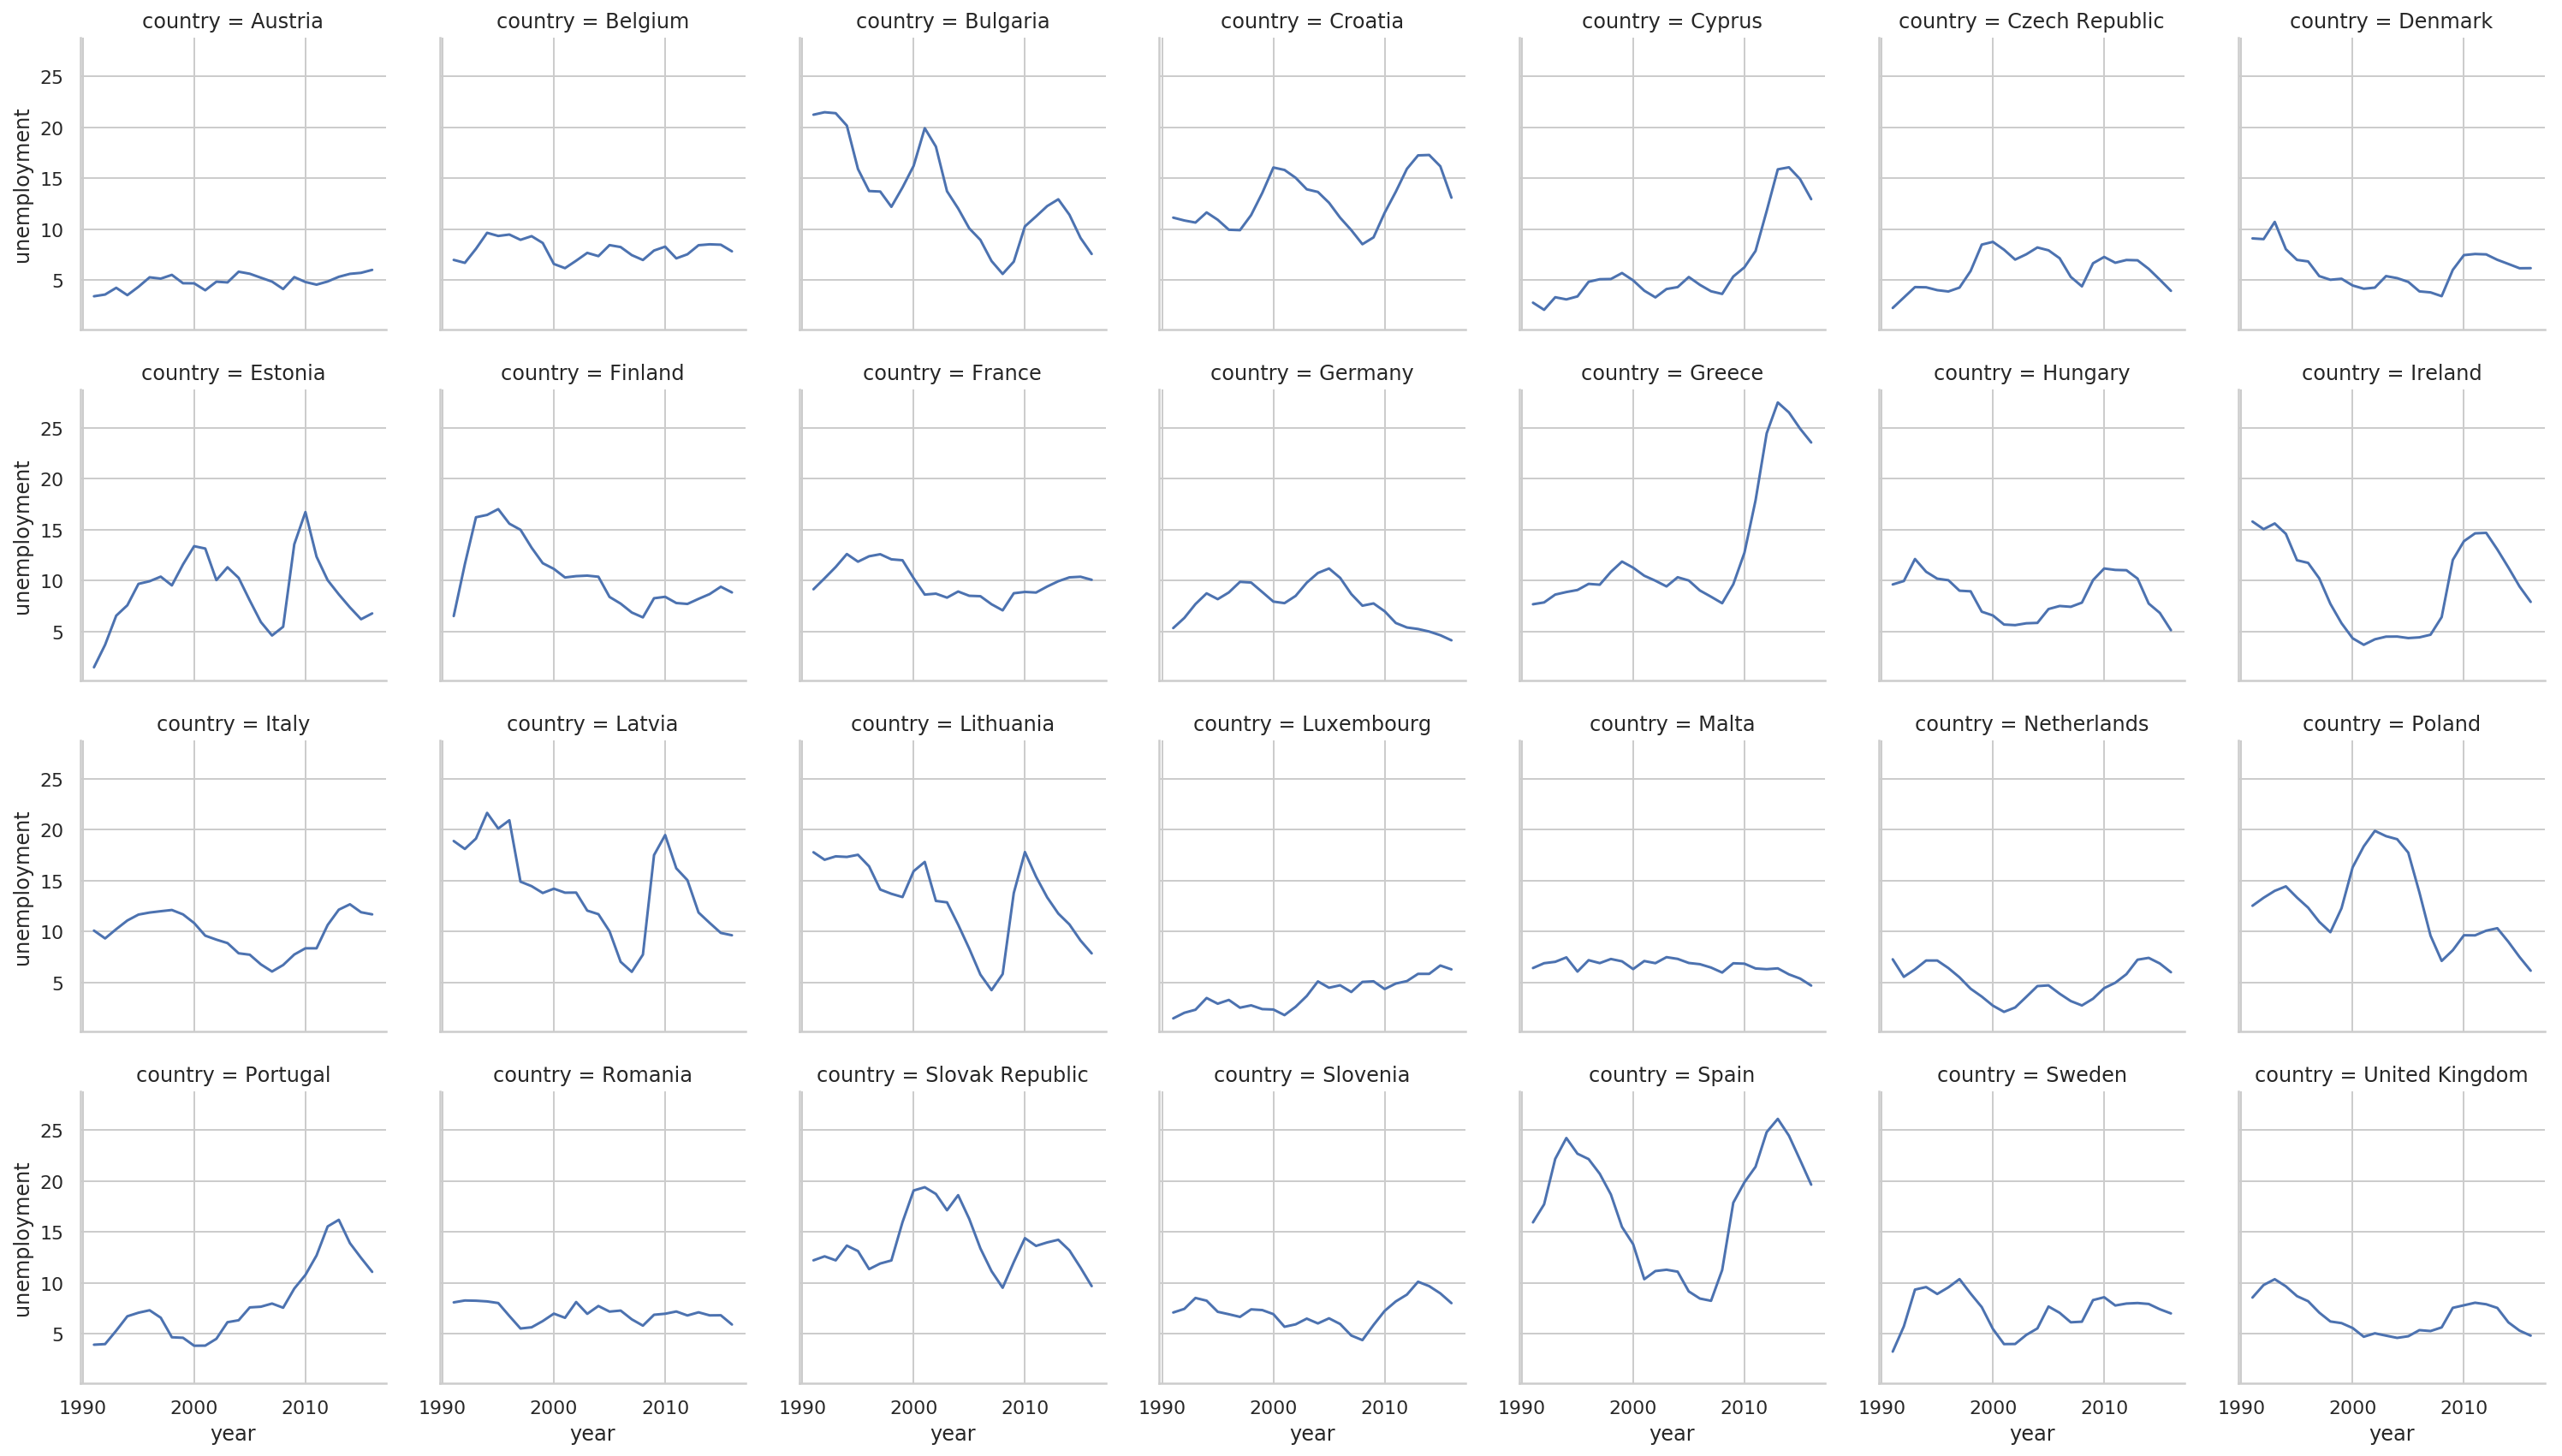 country = Austria
country = Belgium
country = Bulgaria
country = Croatia
country = Cyprus
country = Czech Republic
country = Denmark
25
20
15
10
5
unemployment
country = Estonia
country = Finland
country = France
country = Germany
country = Greece
country = Hungary
country = Ireland
25
20
15
10
5
unemployment
country = Italy
country = Latvia
country = Lithuania
country = Luxembourg
country = Malta
country = Netherlands
country = Poland
25
20
15
10
5
unemployment
country = Portugal
country = Romania
country = Slovak Republic
country = Slovenia
country = Spain
country = Sweden
country = United Kingdom
25
20
15
10
5
unemployment
1990 2000 2010
1990 2000 2010
1990 2000 2010
1990 2000 2010
1990 2000 2010
1990 2000 2010
1990 2000 2010
year
year
year
year
year
year
year